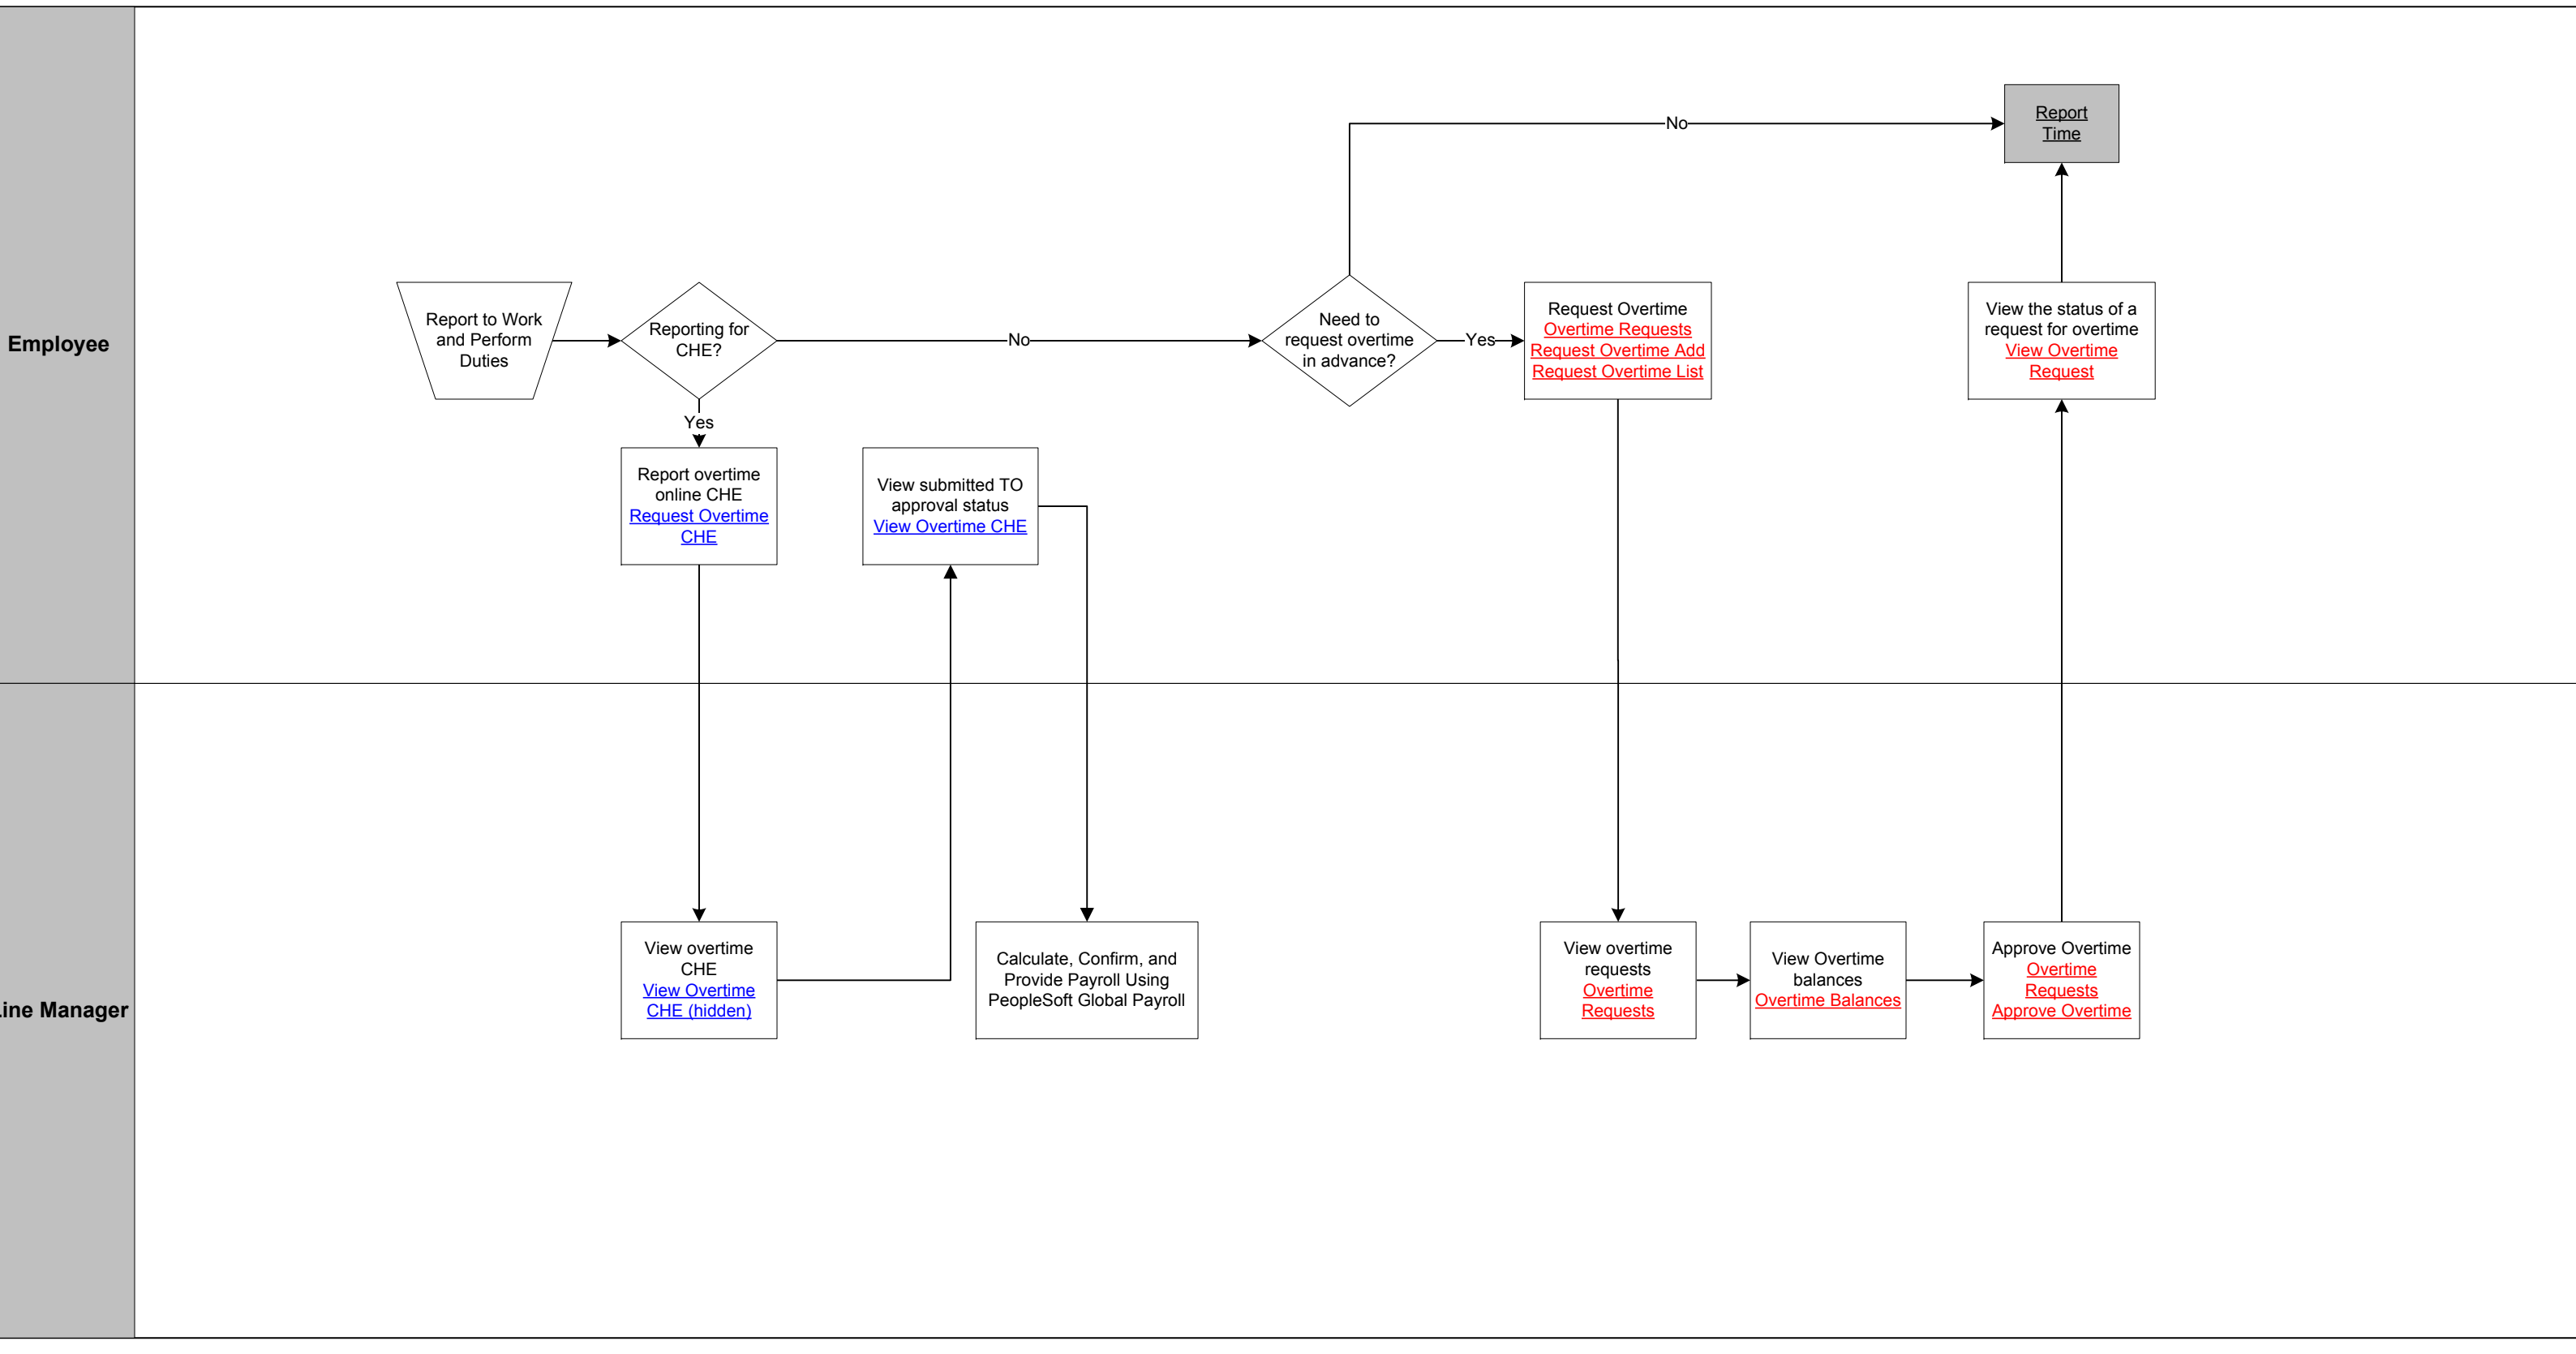 Employee
Report to Work
and Perform
Duties
Reporting for
CHE?
No
Yes
Report overtime
online CHE
Request Overtime
CHE
View submitted TO
approval status
View Overtime CHE
Need to
request overtime
in advance?
No
Yes
Request Overtime
Overtime Requests
Request Overtime Add
Request Overtime List
Report
Time
View the status of a
request for overtime
View Overtime
Request
ine Manager
View overtime
CHE
View Overtime
CHE (hidden)
Calculate, Confirm, and
Provide Payroll Using
PeopleSoft Global Payroll
View overtime
requests
Overtime
Requests
View Overtime
balances
Overtime Balances
Approve Overtime
Overtime
Requests
Approve Overtime